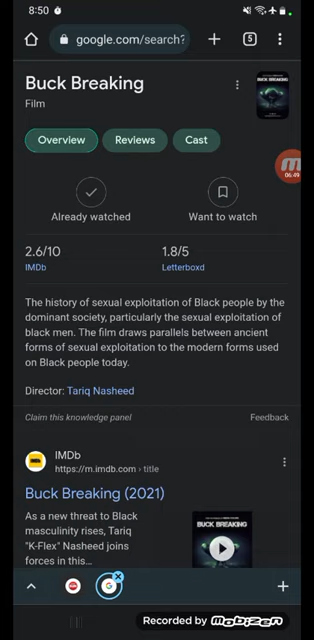 8:50
google.com/search?
5
Buck Breaking
Film
BUCK BREAKING
Overview
Reviews
Cast
06:49
Already watched
Want to watch
2.6/10
1.8/5
IMDb
Letterboxd
The history of sexual exploitation of Black people by the
dominant society, particularly the sexual exploitation of
black men. The film draws parallels between ancient
forms of sexual exploitation to the modern forms used
on Black people today.
Director: Tariq Nasheed
Claim this knowledge panel
Feedback
IMDb
IMDb
https://m.imdb.com › title
Buck Breaking (2021)
As a new threat to Black
masculinity rises, Tariq
"K-Flex" Nasheed joins
forces in this...
BUCK BREAKING
G
Recorded by Mobizen